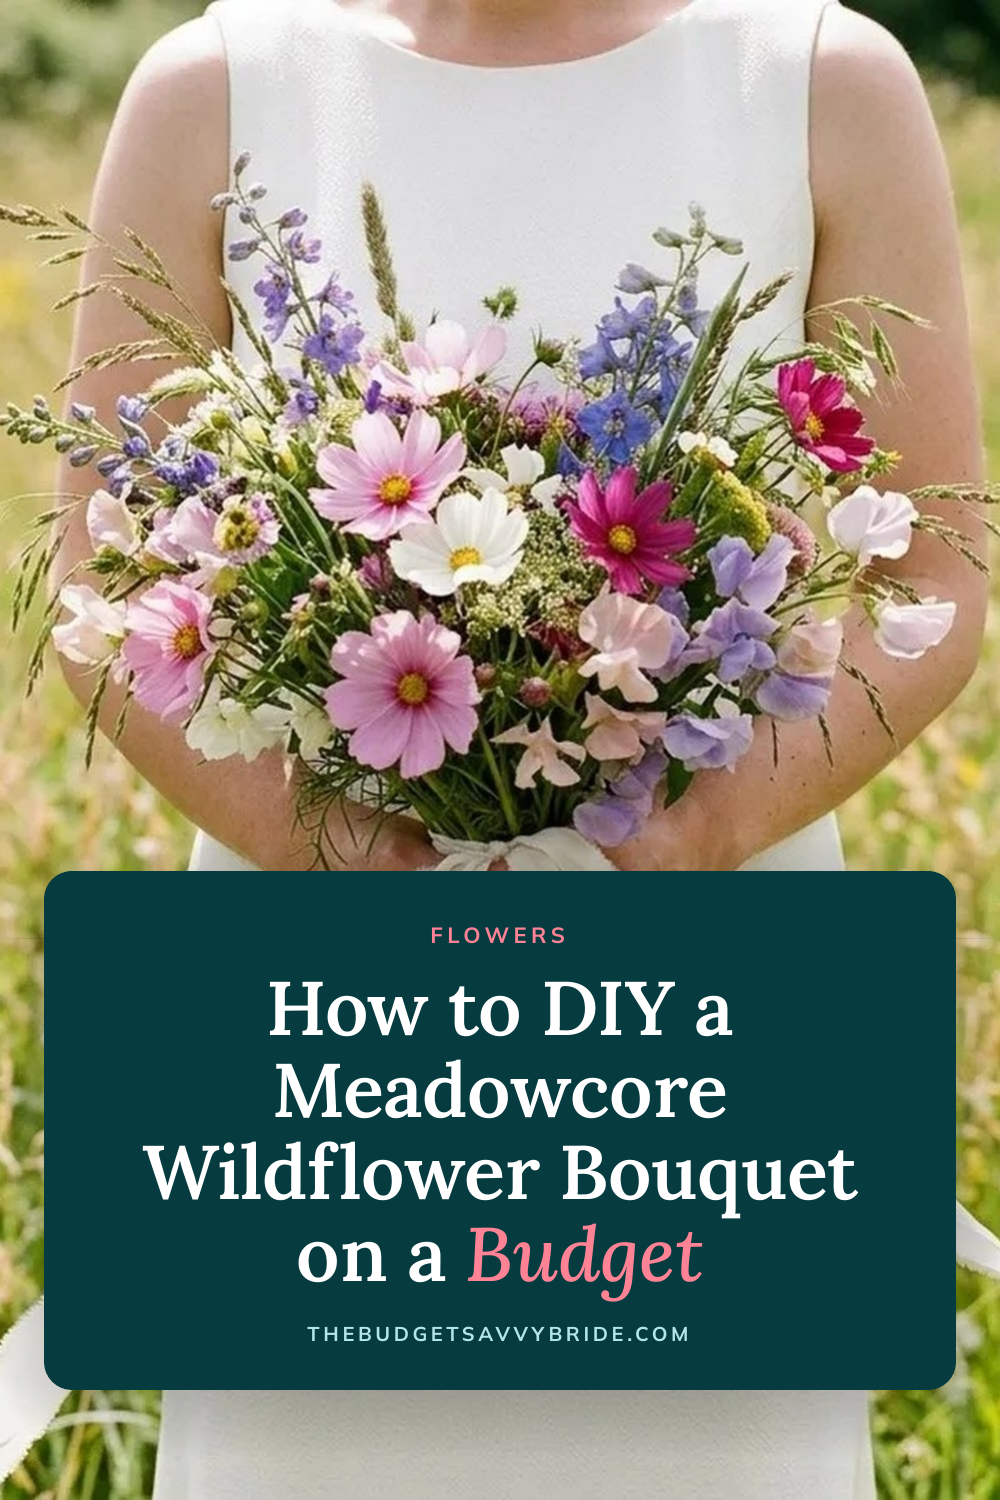 FLOWERS
How to DIY a
Meadowcore
Wildflower Bouquet
on a Budget
THEBUDGETSAVVYBRIDE.COM